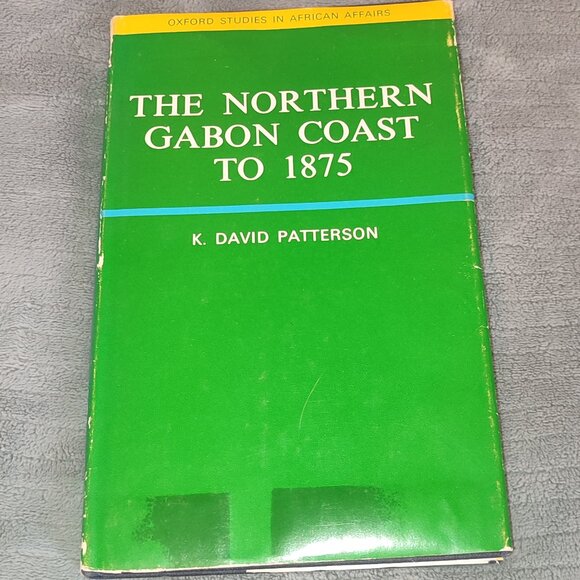 OXFORD STUDIES IN AFRICAN AFFAIRS
THE NORTHERN
GABON COAST
TO 1875
K. DAVID PATTERSON